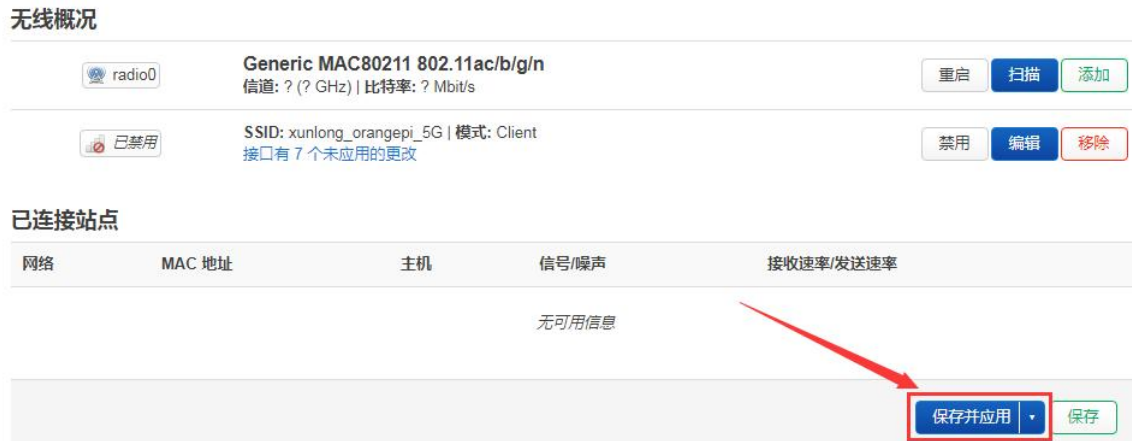 无线概况
radio0
Generic MAC80211 802.11ac/b/g/n
信道: ? (? GHz) | 比特率: ? Mbit/s
重启 扫描 添加
已禁用
SSID: xunlong_orangepi_5G | 模式: Client
接口有 7 个未应用的更改
禁用 编辑 移除
已连接站点
网络 MAC 地址 主机 信号/噪声 接收速率/发送速率
无可用信息
保存并应用 保存